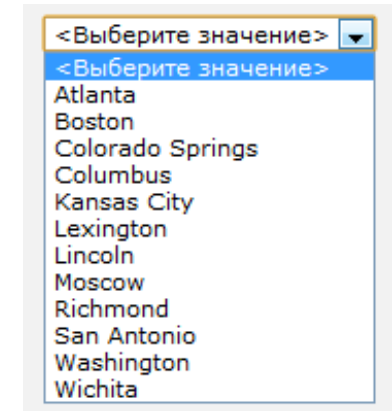 <Выберите значение>
<Выберите значение>
Atlanta
Boston
Colorado Springs
Columbus
Kansas City
Lexington
Lincoln
Moscow
Richmond
San Antonio
Washington
Wichita